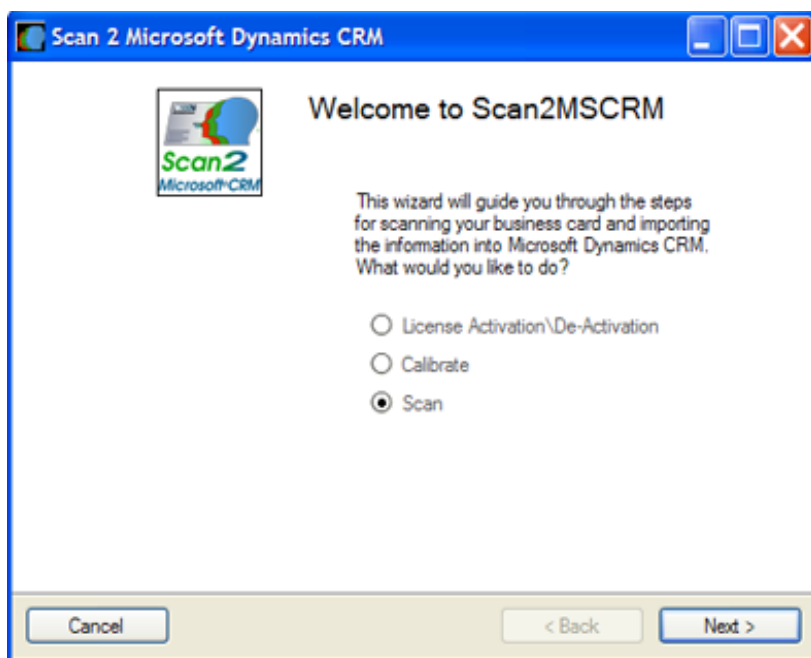 Scan 2 Microsoft Dynamics CRM
Scan2
Microsoft CRM
Welcome to Scan2MSCRM
This wizard will guide you through the steps
for scanning your business card and importing
the information into Microsoft Dynamics CRM.
What would you like to do?
License Activation\De-Activation
Calibrate
Scan
Cancel
< Back
Next >